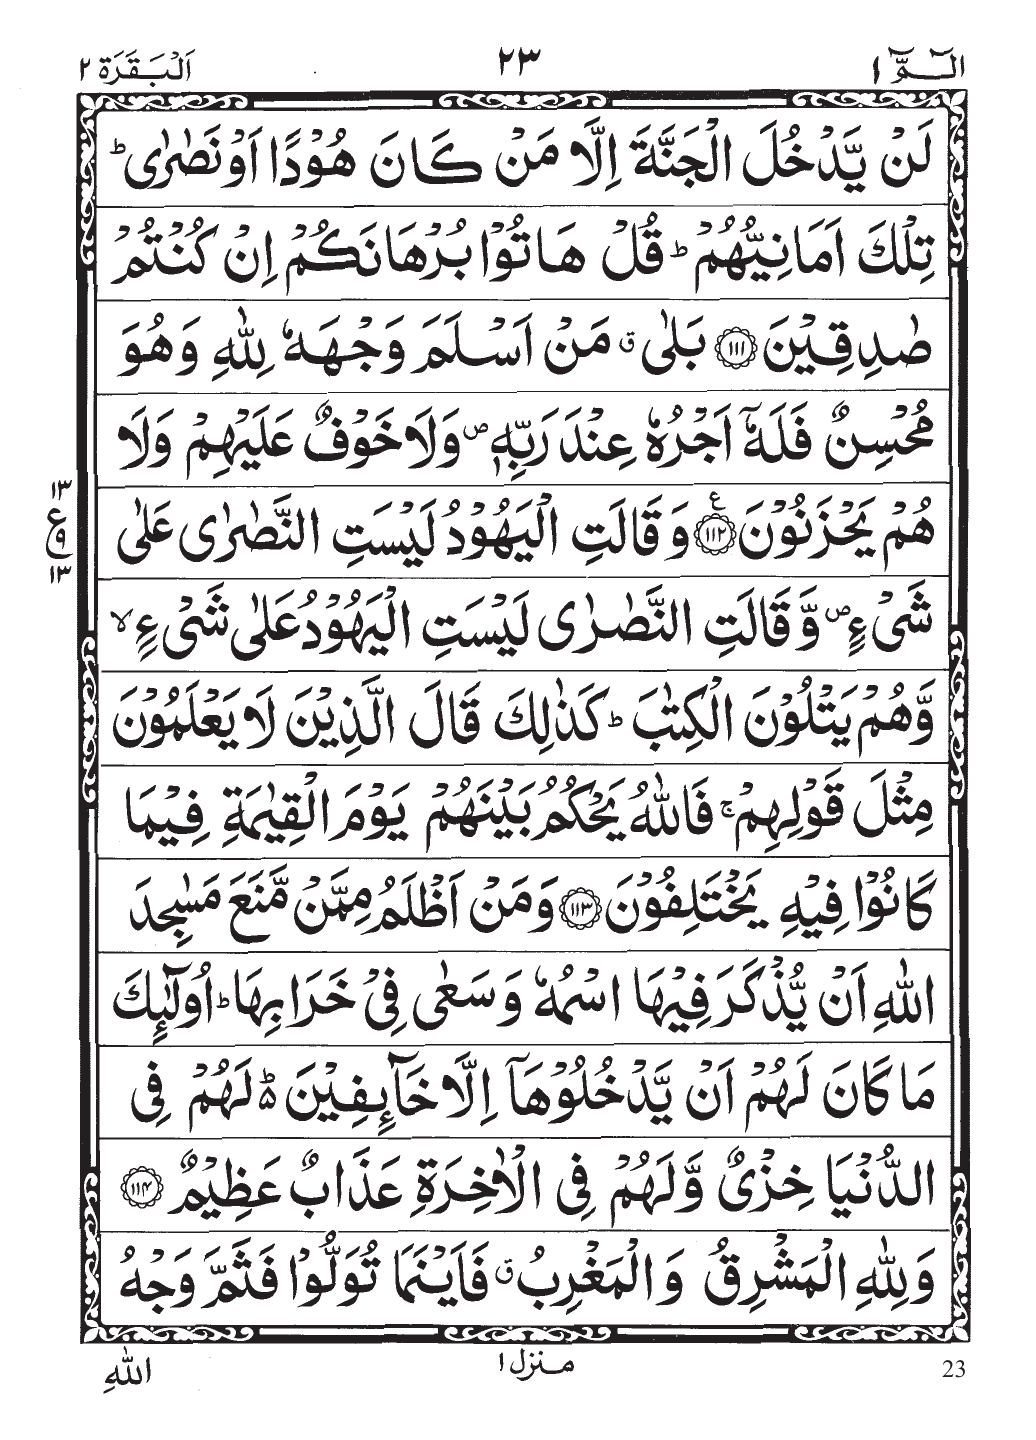 الٓمّٓ ١ ٢٣ اَلْبَقَرَة ٢
لَنْ یَّدْخُلَ الْجَنَّةَ اِلَّا مَنْ كَانَ هُوْدًا اَوْ نَصٰرٰی ؕ
تِلْكَ اَمَانِیُّهُمْ ؕ قُلْ هَاتُوْا بُرْهَانَكُمْ اِنْ كُنْتُمْ
صٰدِقِیْنَ ﴿١١١﴾ بَلٰی ۗ مَنْ اَسْلَمَ وَجْهَهٗ لِلّٰهِ وَهُوَ
مُحْسِنٌ فَلَهٗۤ اَجْرُهٗ عِنْدَ رَبِّهٖ ۪ وَلَا خَوْفٌ عَلَیْهِمْ وَلَا
هُمْ یَحْزَنُوْنَ ﴿١١٢﴾ ع وَقَالَتِ الْیَهُوْدُ لَیْسَتِ النَّصٰرٰی عَلٰی
١٣
ع
٩
١٣
شَیْءٍ ۪ وَّقَالَتِ النَّصٰرٰی لَیْسَتِ الْیَهُوْدُ عَلٰی شَیْءٍ ۙ
وَّهُمْ یَتْلُوْنَ الْكِتٰبَ ؕ كَذٰلِكَ قَالَ الَّذِیْنَ لَا یَعْلَمُوْنَ
مِثْلَ قَوْلِهِمْ ۚ فَاللّٰهُ یَحْكُمُ بَیْنَهُمْ یَوْمَ الْقِیٰمَةِ فِیْمَا
كَانُوْا فِیْهِ یَخْتَلِفُوْنَ ﴿١١٣﴾ وَمَنْ اَظْلَمُ مِمَّنْ مَّنَعَ مَسٰجِدَ
اللّٰهِ اَنْ یُّذْكَرَ فِیْهَا اسْمُهٗ وَسَعٰی فِیْ خَرَابِهَا ؕ اُولٰٓئِكَ
مَا كَانَ لَهُمْ اَنْ یَّدْخُلُوْهَاۤ اِلَّا خَآئِفِیْنَ ؕ۬ لَهُمْ فِی
الدُّنْیَا خِزْیٌ وَّلَهُمْ فِی الْاٰخِرَةِ عَذَابٌ عَظِیْمٌ ﴿١١٤﴾
وَلِلّٰهِ الْمَشْرِقُ وَالْمَغْرِبُ ۗ فَاَیْنَمَا تُوَلُّوْا فَثَمَّ وَجْهُ
23 منزل ١ اللّٰهِ